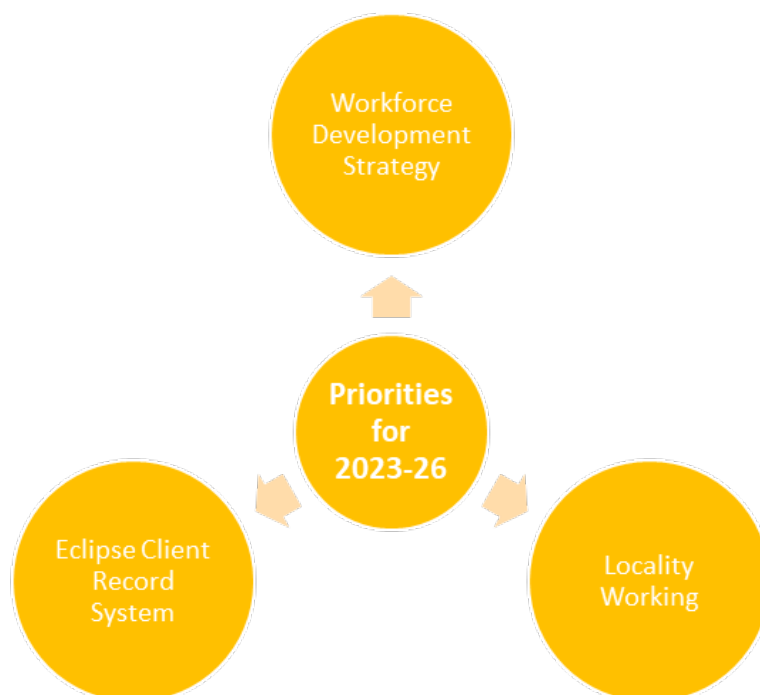 Workforce
Development
Strategy
Priorities
for
2023-26
Eclipse Client
Record
System
Locality
Working